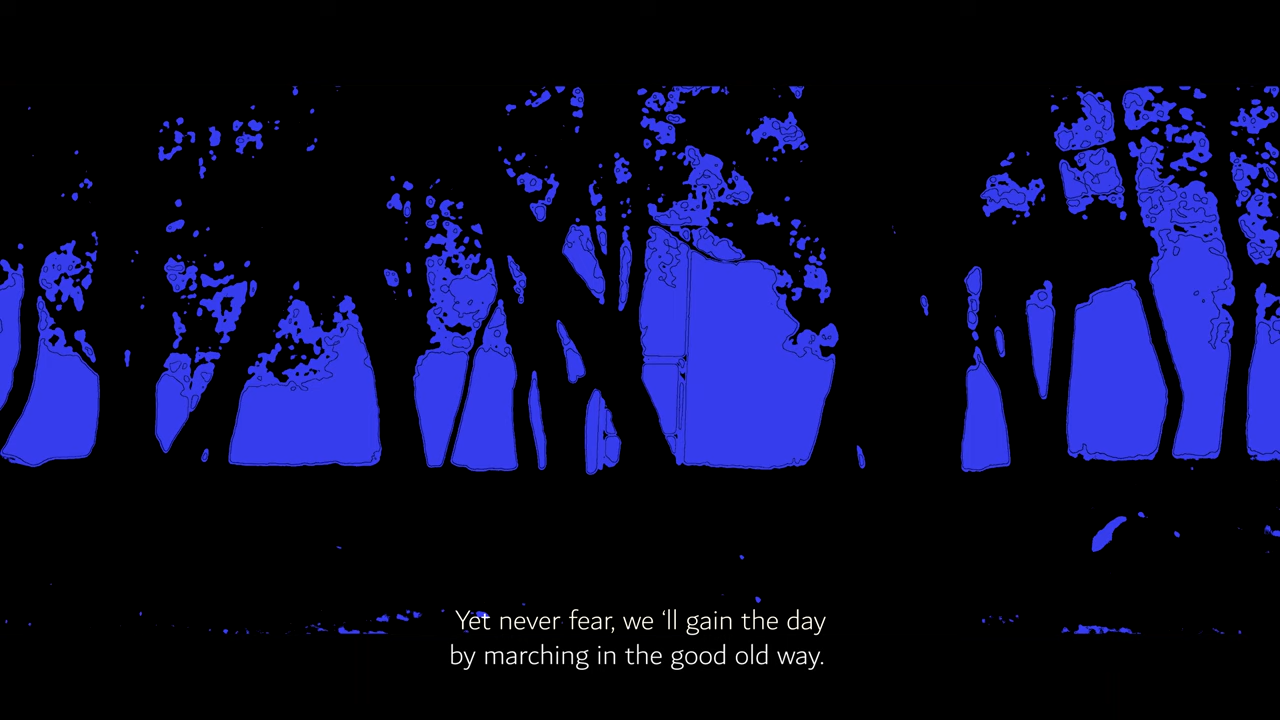 Yet never fear, we ‘ll gain the day
by marching in the good old way.